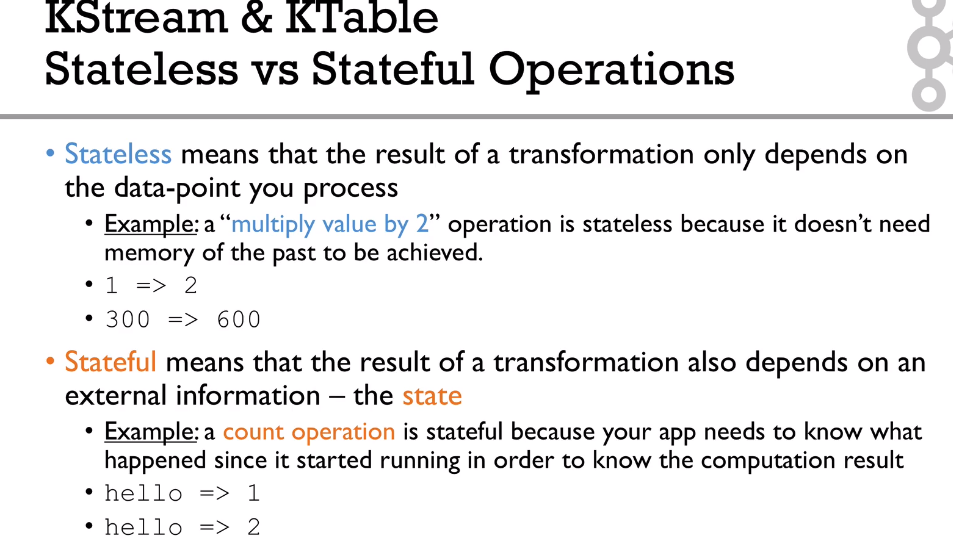 KStream & KTable
Stateless vs Stateful Operations
• Stateless means that the result of a transformation only depends on
the data-point you process
• Example: a “multiply value by 2” operation is stateless because it doesn’t need
memory of the past to be achieved.
• 1 => 2
• 300 => 600
• Stateful means that the result of a transformation also depends on an
external information – the state
• Example: a count operation is stateful because your app needs to know what
happened since it started running in order to know the computation result
• hello => 1
• hello => 2